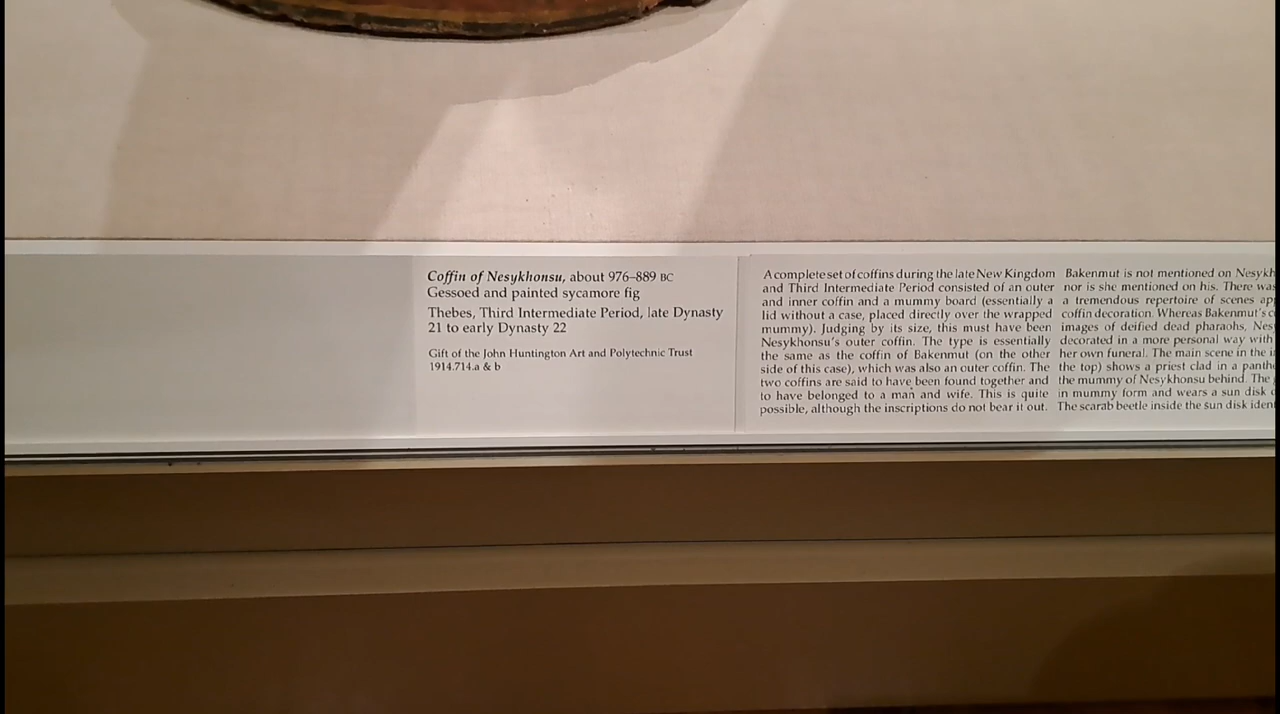 Coffin of Nesykhonsu, about 976–889 BC
Gessoed and painted sycamore fig
Thebes, Third Intermediate Period, late Dynasty
21 to early Dynasty 22
Gift of the John Huntington Art and Polytechnic Trust
1914.714.a & b
A complete set of coffins during the late New Kingdom
and Third Intermediate Period consisted of an outer
and inner coffin and a mummy board (essentially a
lid without a case, placed directly over the wrapped
mummy). Judging by its size, this must have been
Nesykhonsu's outer coffin. The type is essentially
the same as the coffin of Bakenmut (on the other
side of this case), which was also an outer coffin. The
two coffins are said to have been found together and
to have belonged to a man and wife. This is quite
possible, although the inscriptions do not bear it out.
Bakenmut is not mentioned on Nesykh
nor is she mentioned on his. There was
a tremendous repertoire of scenes ap
coffin decoration. Whereas Bakenmut's c
images of deified dead pharaohs, Nes
decorated in a more personal way with
her own funeral. The main scene in the i
the top) shows a priest clad in a panthe
the mummy of Nesykhonsu behind. The
in mummy form and wears a sun disk
The scarab beetle inside the sun disk iden